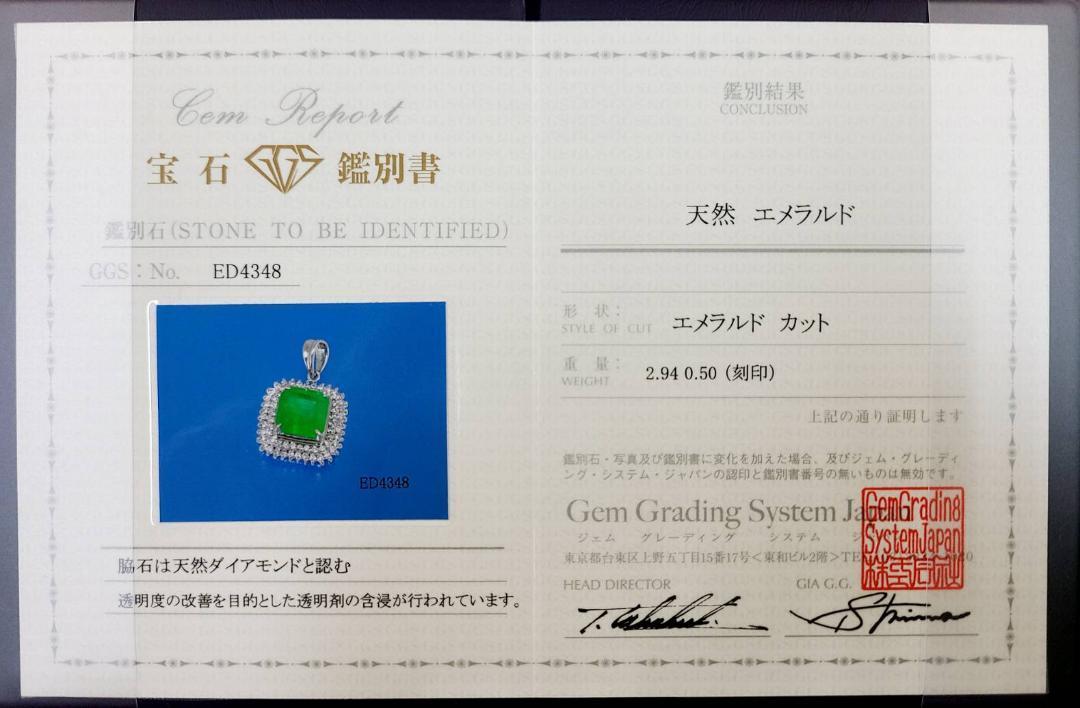 Gem Report
宝石 GGS 鑑別書
鑑別石(STONE TO BE IDENTIFIED)
GGS：No. ED4348
ED4348
脇石は天然ダイアモンドと認む
透明度の改善を目的とした透明剤の含浸が行われています。
鑑別結果
CONCLUSION
天然 エメラルド
形 状：
STYLE OF CUT エメラルド カット
重 量：
WEIGHT 2.94 0.50 (刻印)
上記の通り証明します
鑑別石・写真及び鑑別書に変化を加えた場合、及びジェム・グレーディ
ング・システム・ジャパンの認印と鑑別書番号の無いものは無効です。
Gem Grading System
ジェム グレーディング システム
東京都台東区上野五丁目15番17号＜東和ビル2階＞
GemGrading
SystemJapan
HEAD DIRECTOR
GIA G.G.